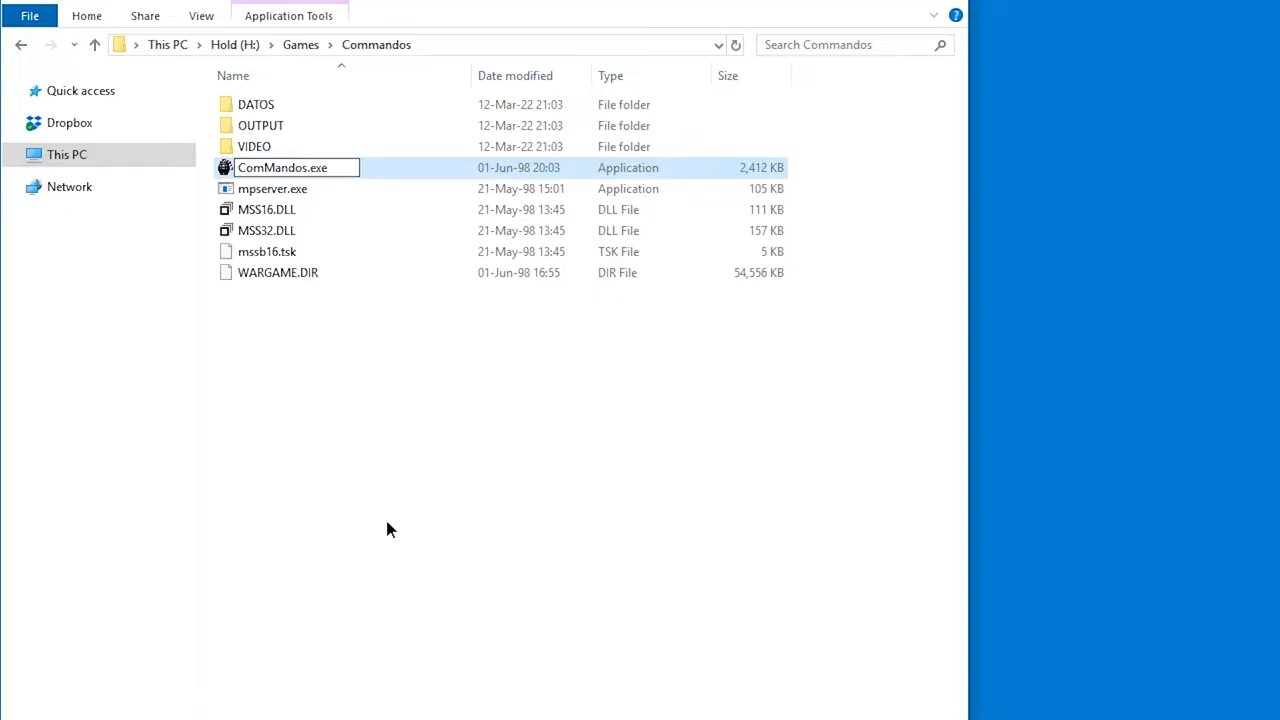 File Home Share View Application Tools
This PC Hold (H:) Games Commandos Search Commandos
Name Date modified Type Size
Quick access
Dropbox
This PC
Network
DATOS 12-Mar-22 21:03 File folder
OUTPUT 12-Mar-22 21:03 File folder
VIDEO 12-Mar-22 21:03 File folder
ComMandos.exe 01-Jun-98 20:03 Application 2,412 KB
mpserver.exe 21-May-98 15:01 Application 105 KB
MSS16.DLL 21-May-98 13:45 DLL File 111 KB
MSS32.DLL 21-May-98 13:45 DLL File 157 KB
mssb16.tsk 21-May-98 13:45 TSK File 5 KB
WARGAME.DIR 01-Jun-98 16:55 DIR File 54,556 KB